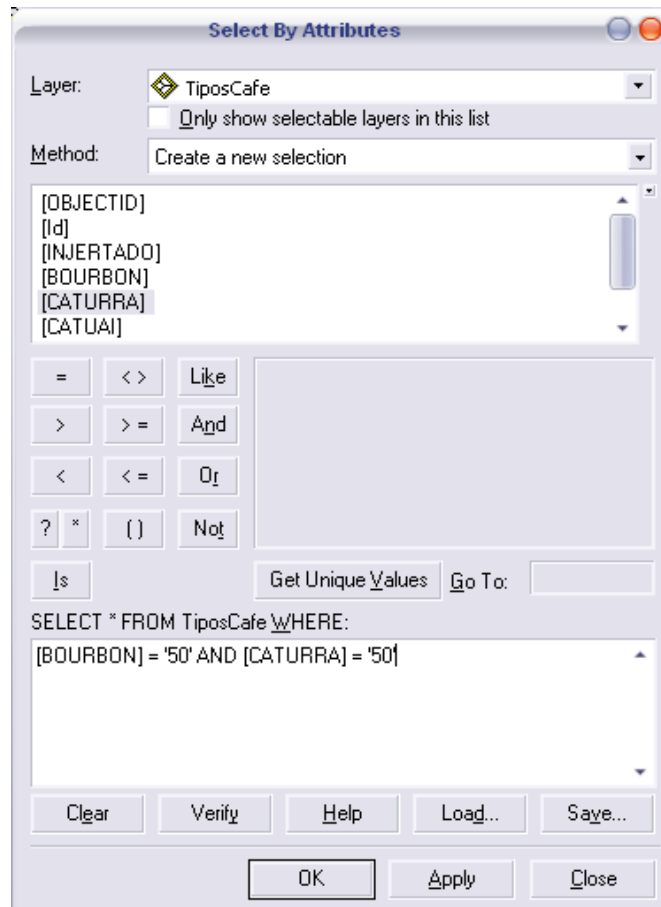 Select By Attributes
Layer: TiposCafe
Only show selectable layers in this list
Method: Create a new selection
[OBJECTID]
[Id]
[INJERTADO]
[BOURBON]
[CATURRA]
[CATUAI]
= < > Like
> > = And
< < = Or
? * ( ) Not
Is Get Unique Values Go To:
SELECT * FROM TiposCafe WHERE:
[BOURBON] = '50' AND [CATURRA] = '50'
Clear Verify Help Load... Save...
OK Apply Close